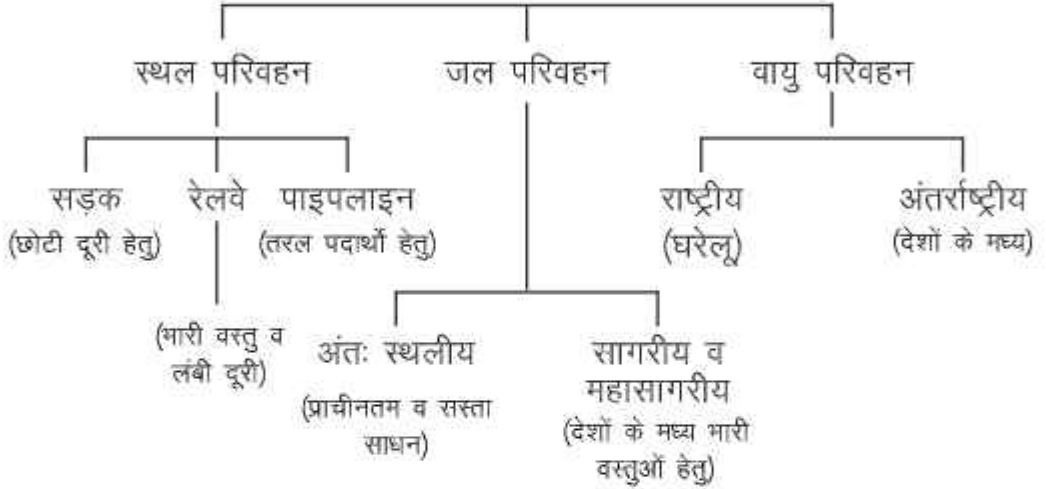 स्थल परिवहन
जल परिवहन
वायु परिवहन
सड़क
(छोटी दूरी हेतु)
रेलवे
(भारी वस्तु व
लंबी दूरी)
पाइपलाइन
(तरल पदार्थो हेतु)
अंतः स्थलीय
(प्राचीनतम व सस्ता
साधन)
सागरीय व
महासागरीय
(देशों के मध्य भारी
वस्तुओं हेतु)
राष्ट्रीय
(घरेलू)
अंतर्राष्ट्रीय
(देशों के मध्य)